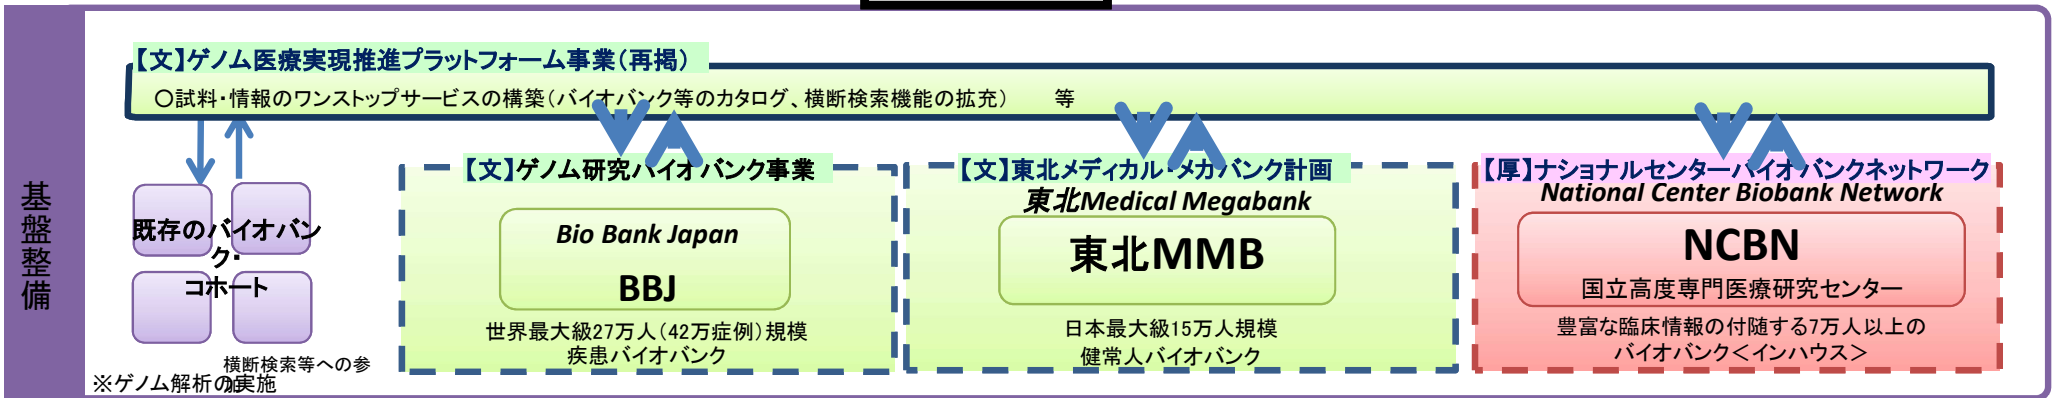 基盤整備
【文】ゲノム医療実現推進プラットフォーム事業（再掲）
○試料・情報のワンストップサービスの構築（バイオバンク等のカタログ、横断検索機能の拡充）　等
既存のバイオバン
ク・
コホート
横断検索等への参
※ゲノム解析の実施
【文】ゲノム研究バイオバンク事業
Bio Bank Japan
BBJ
世界最大級27万人（42万症例）規模
疾患バイオバンク
【文】東北メディカル・メガバンク計画
東北Medical Megabank
東北MMB
日本最大級15万人規模
健常人バイオバンク
【厚】ナショナルセンターバイオバンクネットワーク
National Center Biobank Network
NCBN
国立高度専門医療研究センター
豊富な臨床情報の付随する7万人以上の
バイオバンク＜インハウス＞